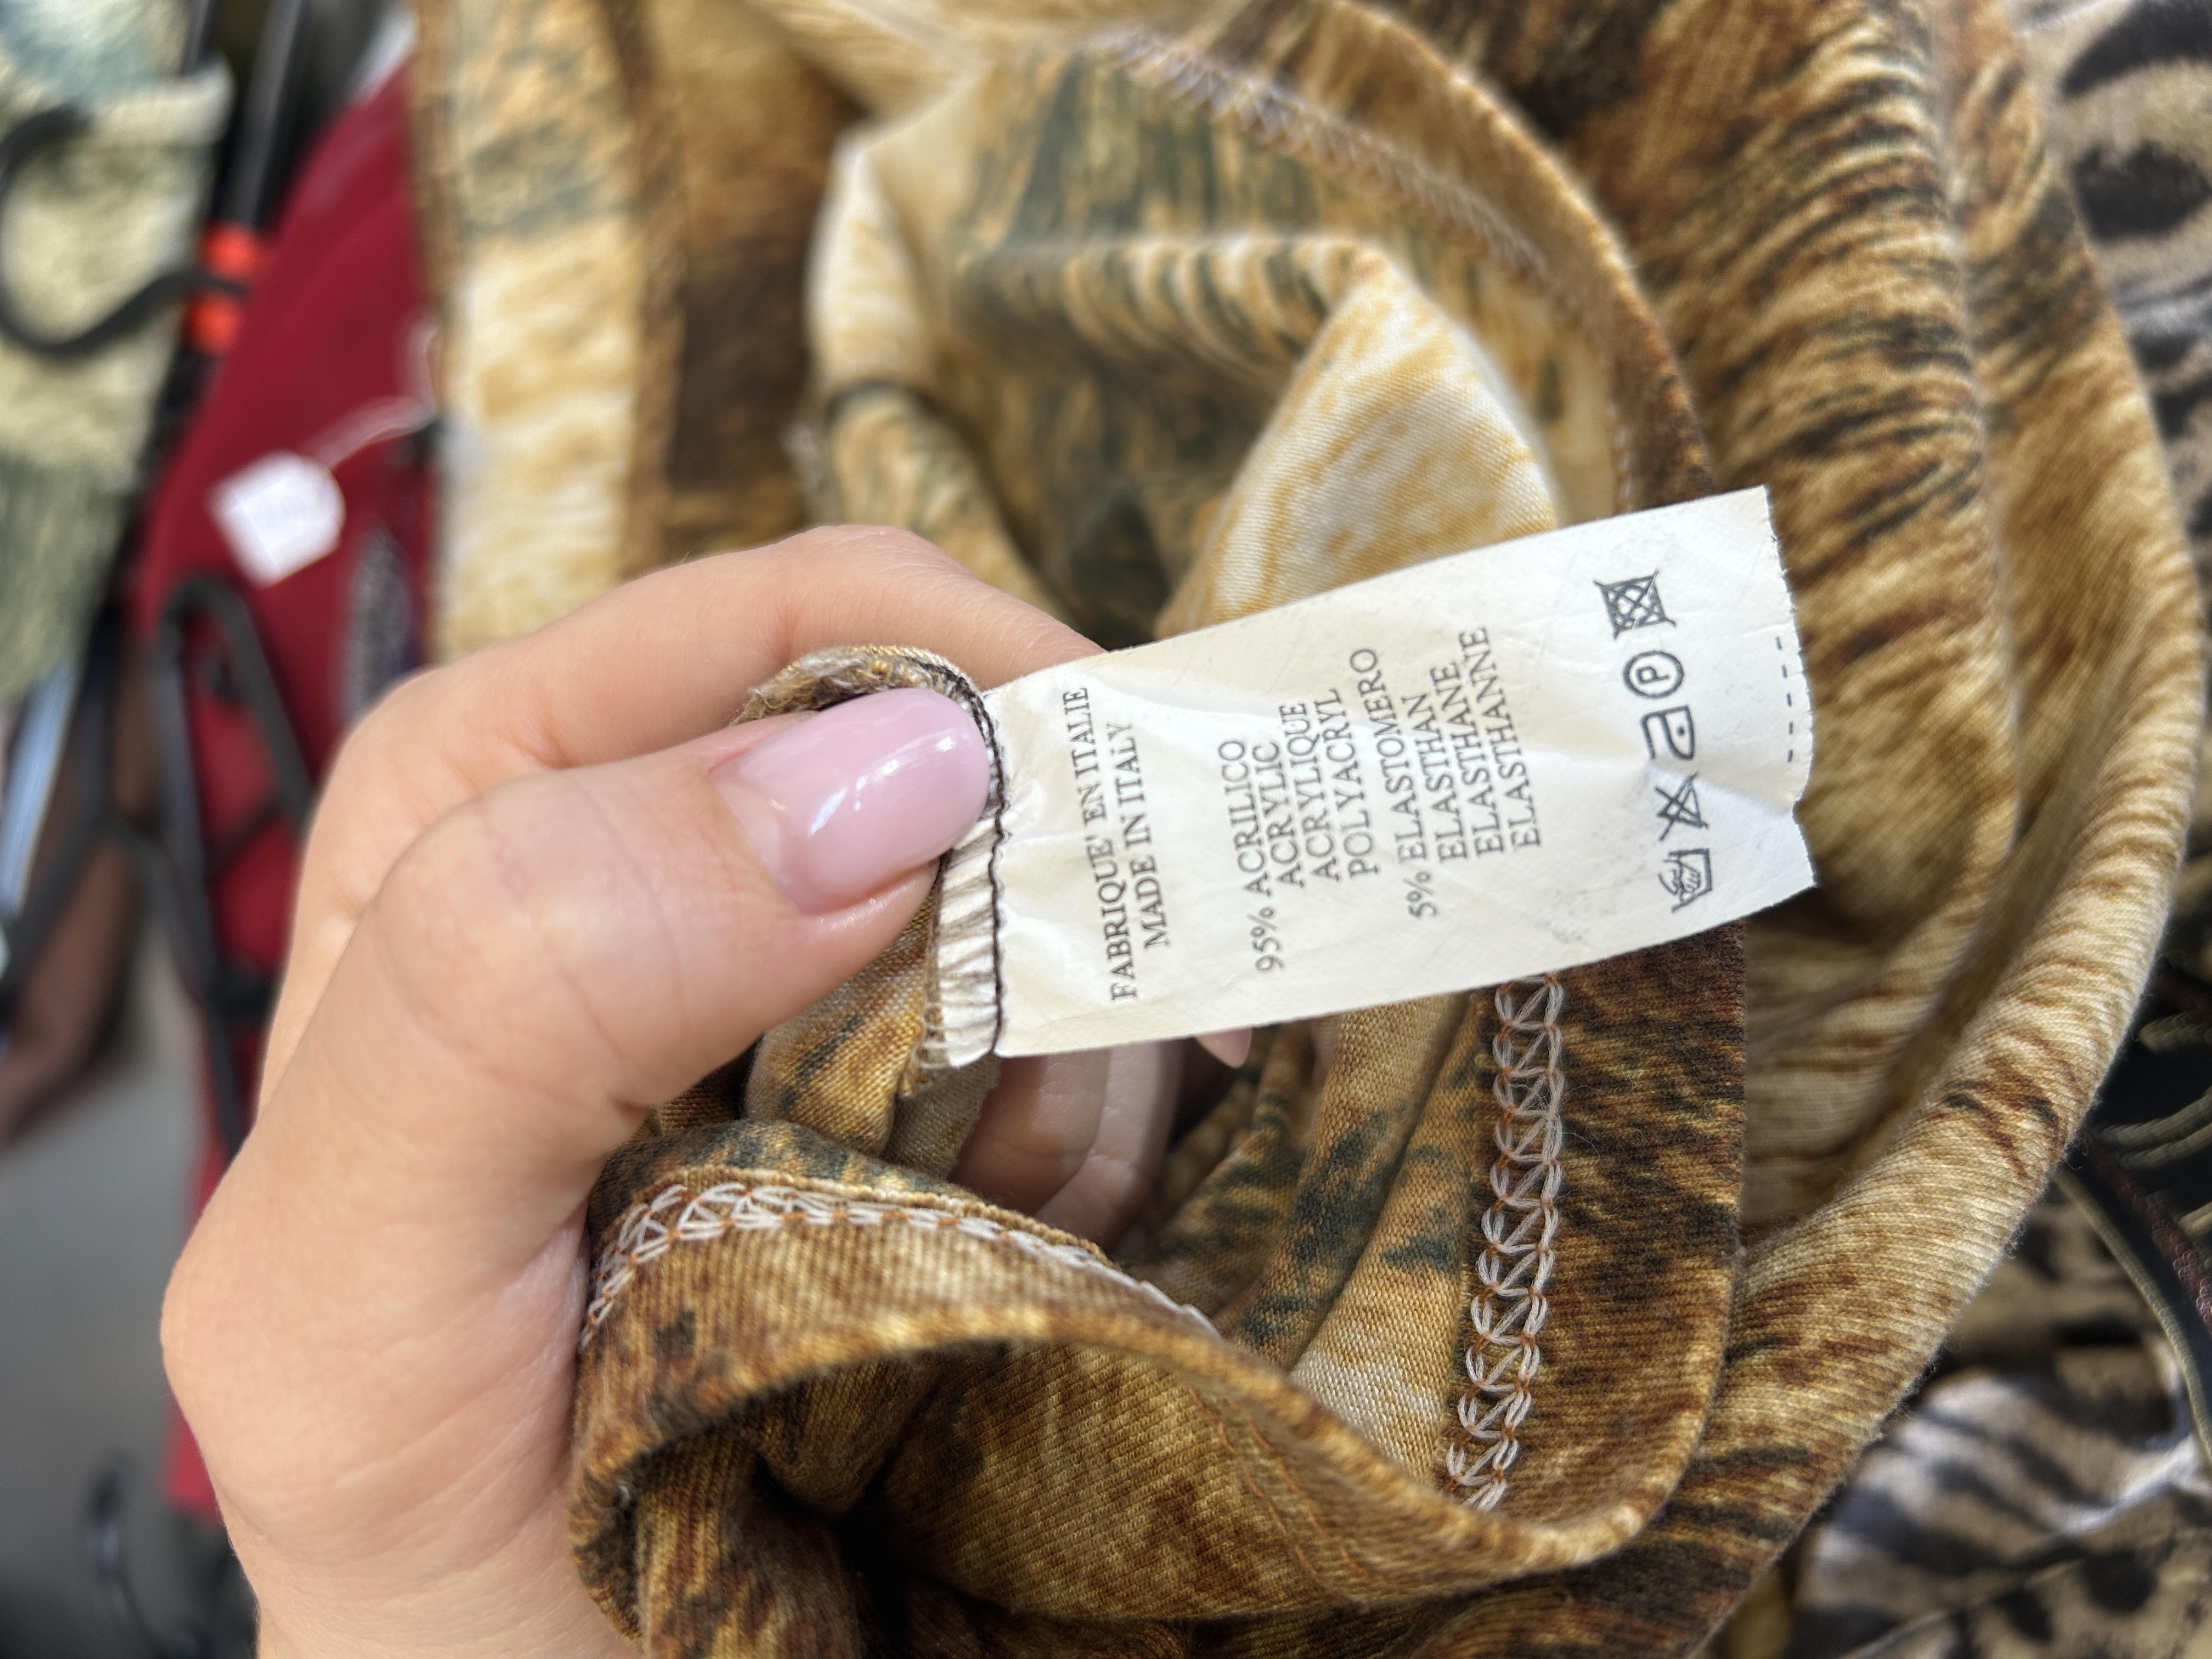 FABRIQUE' EN ITALIE
MADE IN ITALY
95% ACRILICO
ACRYLIC
ACRYLIQUE
POLYACRYL
5% ELASTOMERO
ELASTHAN
ELASTHANE
ELASTHANNE
P